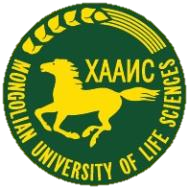 ХААИС
MONGOLIAN UNIVERSITY OF LIFE SCIENCES